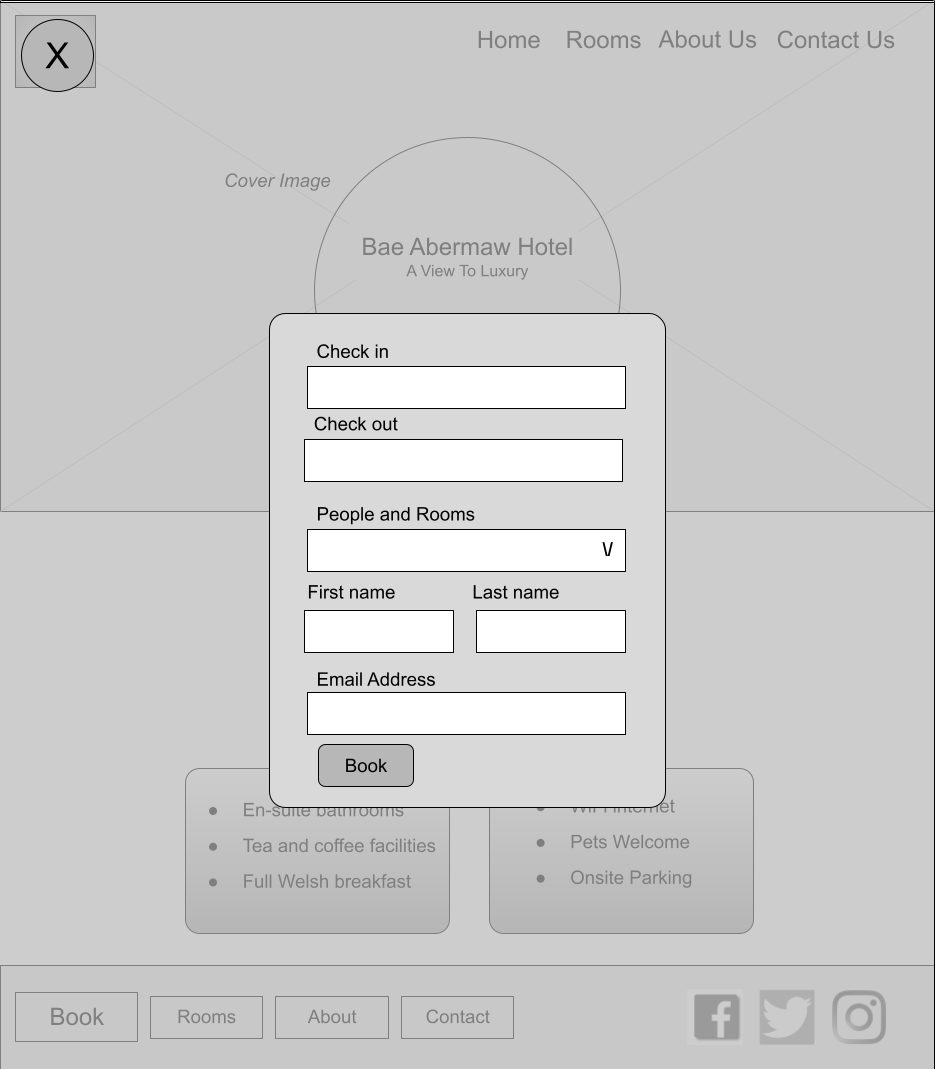 X
Home Rooms About Us Contact Us
Cover Image
Bae Abermaw Hotel
A View To Luxury
Check in
Check out
People and Rooms
V
First name Last name
Email Address
Book
● En-suite bathrooms
● Tea and coffee facilities
● Full Welsh breakfast
● Wifi internet
● Pets Welcome
● Onsite Parking
Book Rooms About Contact